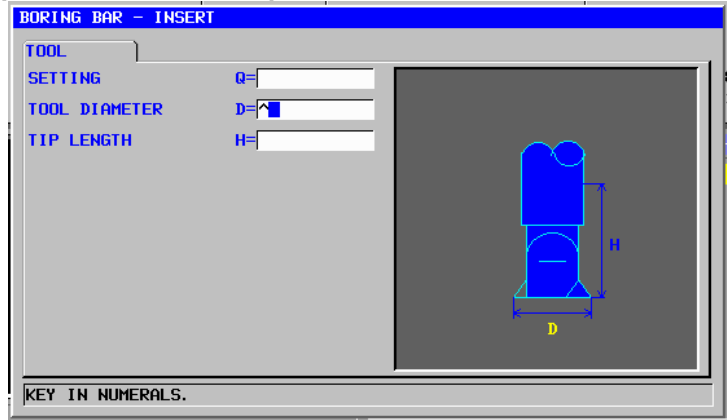 BORING BAR - INSERT
TOOL
SETTING Q=
TOOL DIAMETER D=^
TIP LENGTH H=
H
D
KEY IN NUMERALS.